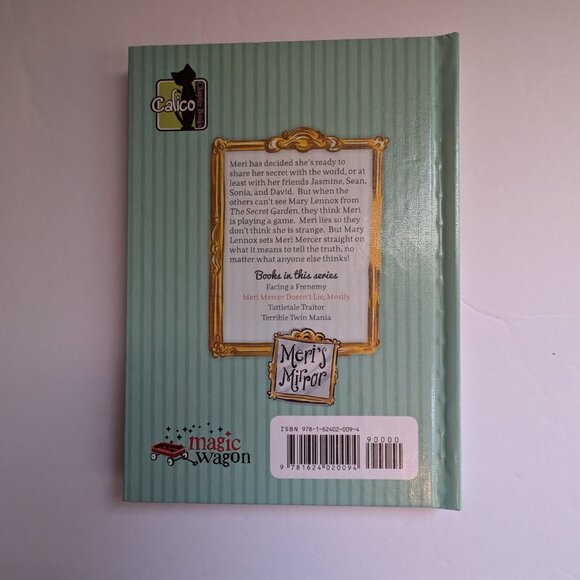 Calico
Chapter Books
Meri has decided she's ready to
share her secret with the world, or at
least with her friends Jasmine, Sean,
Sonia, and David. But when the
others can't see Mary Lennox from
The Secret Garden, they think Meri
is playing a game. Meri lies so they
don't think she is strange. But Mary
Lennox sets Meri Mercer straight on
what it means to tell the truth, no
matter what anyone else thinks!
Books in this series
Facing a Frenemy
Meri Mercer Doesn't Lie, Mostly
Tattletale Traitor
Terrible Twin Mania
Meri's
Mirror
magic
wagon
ISBN 978-1-62402-009-4
90000
9 781624 020094